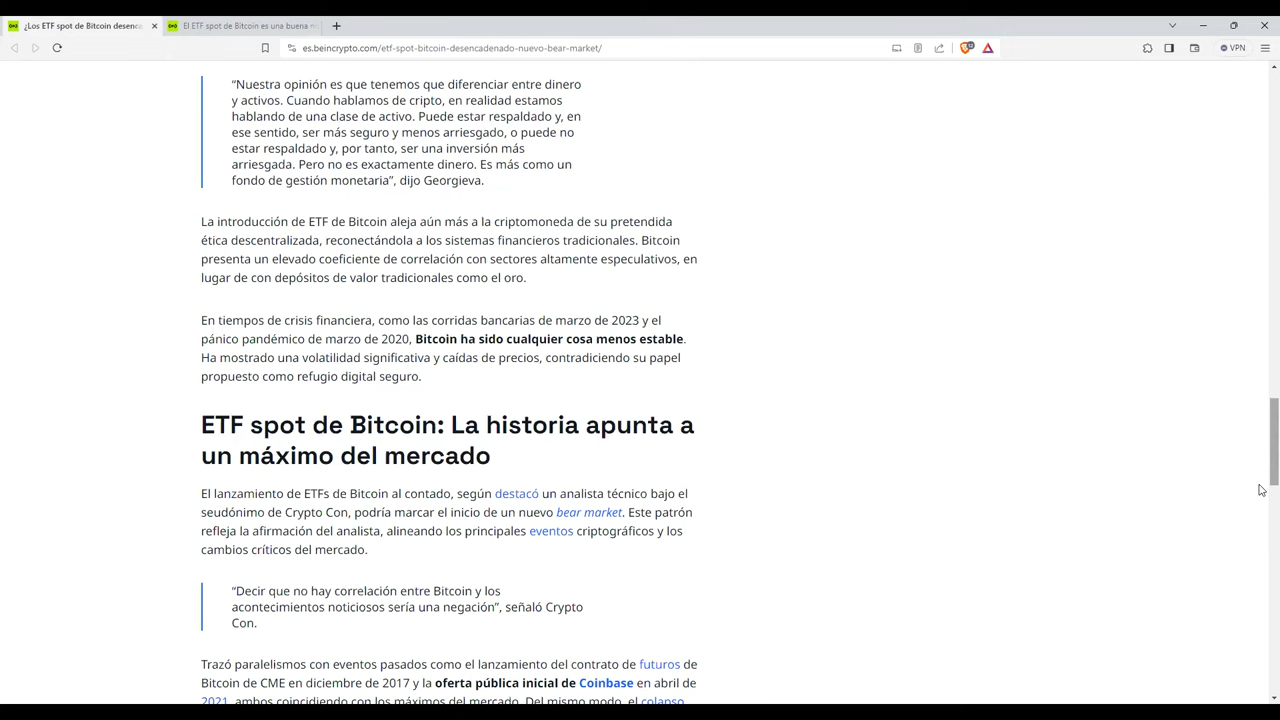 ¿Los ETF spot de Bitcoin desenca
El ETF spot de Bitcoin es una buena n
es.beincrypto.com/etf-spot-bitcoin-desencadenado-nuevo-bear-market/
VPN
“Nuestra opinión es que tenemos que diferenciar entre dinero
y activos. Cuando hablamos de cripto, en realidad estamos
hablando de una clase de activo. Puede estar respaldado y, en
ese sentido, ser más seguro y menos arriesgado, o puede no
estar respaldado y, por tanto, ser una inversión más
arriesgada. Pero no es exactamente dinero. Es más como un
fondo de gestión monetaria”, dijo Georgieva.
La introducción de ETF de Bitcoin aleja aún más a la criptomoneda de su pretendida
ética descentralizada, reconectándola a los sistemas financieros tradicionales. Bitcoin
presenta un elevado coeficiente de correlación con sectores altamente especulativos, en
lugar de con depósitos de valor tradicionales como el oro.
En tiempos de crisis financiera, como las corridas bancarias de marzo de 2023 y el
pánico pandémico de marzo de 2020, Bitcoin ha sido cualquier cosa menos estable.
Ha mostrado una volatilidad significativa y caídas de precios, contradiciendo su papel
propuesto como refugio digital seguro.
ETF spot de Bitcoin: La historia apunta a
un máximo del mercado
El lanzamiento de ETFs de Bitcoin al contado, según destacó un analista técnico bajo el
seudónimo de Crypto Con, podría marcar el inicio de un nuevo bear market. Este patrón
refleja la afirmación del analista, alineando los principales eventos criptográficos y los
cambios críticos del mercado.
“Decir que no hay correlación entre Bitcoin y los
acontecimientos noticiosos sería una negación”, señaló Crypto
Con.
Trazó paralelismos con eventos pasados como el lanzamiento del contrato de futuros de
Bitcoin de CME en diciembre de 2017 y la oferta pública inicial de Coinbase en abril de
2021, ambos coincidiendo con los máximos del mercado. Del mismo modo, el colapso